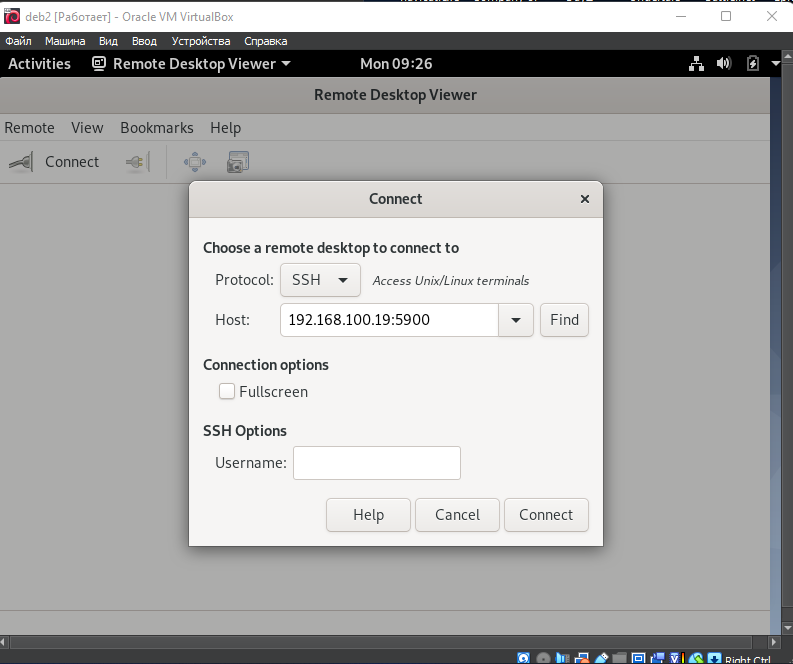 deb2 [Работает] - Oracle VM VirtualBox
Файл Машина Вид Ввод Устройства Справка
Activities Remote Desktop Viewer Mon 09:26
Remote Desktop Viewer
Remote View Bookmarks Help
Connect
Connect
Choose a remote desktop to connect to
Protocol: SSH Access Unix/Linux terminals
Host: 192.168.100.19:5900 Find
Connection options
Fullscreen
SSH Options
Username:
Help Cancel Connect
Right Ctrl